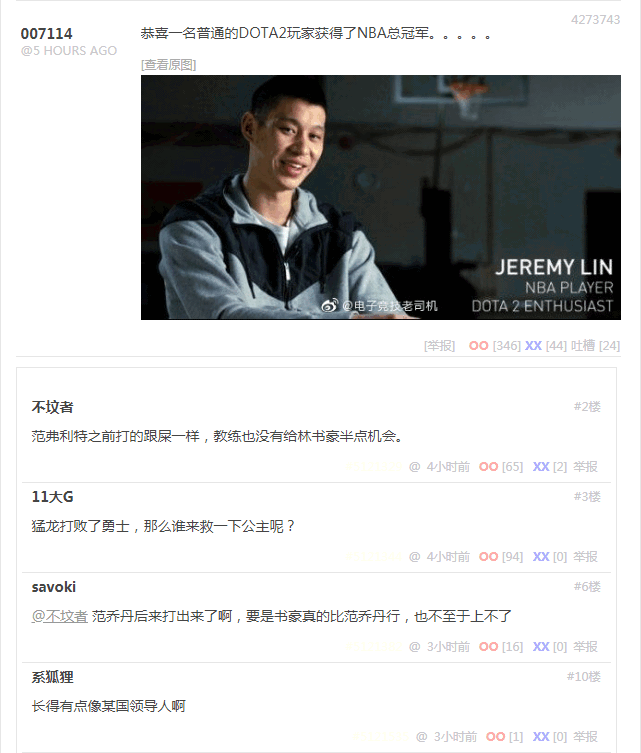 4273743
007114
恭喜一名普通的DOTA2玩家获得了NBA总冠军。。。。。
@5 HOURS AGO
[查看原图]
JEREMY LIN
NBA PLAYER
@电子竞技老司机
DOTA 2 ENTHUSIAST
[举报] OO [346] XX [44] 吐槽 [24]
不坟者 #2楼
范弗利特之前打的跟屎一样，教练也没有给林书豪半点机会。
@ 4小时前 OO [65] XX [2] 举报
11大G #3楼
猛龙打败了勇士，那么谁来救一下公主呢？
@ 4小时前 OO [94] XX [0] 举报
savoki #6楼
@不坟者 范乔丹后来打出来了啊，要是书豪真的比范乔丹行，也不至于上不了
@ 3小时前 OO [16] XX [0] 举报
系狐狸 #10楼
长得有点像某国领导人啊
@ 3小时前 OO [1] XX [0] 举报